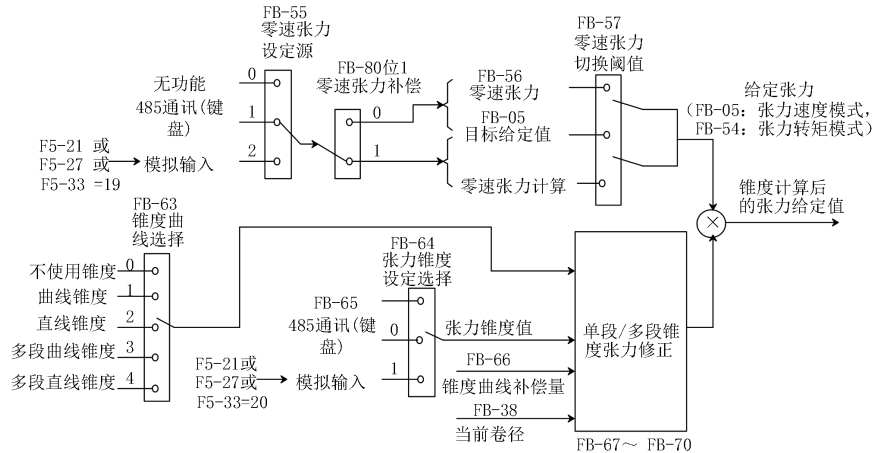 FB-55
零速张力
设定源
FB-57
零速张力
切换阈值
FB-80位1
零速张力补偿
无功能
0
485通讯(键
盘)
1
模拟输入
2
F5-21 或
F5-27 或
F5-33 =19
0
1
FB-56
零速张力
FB-05
目标给定值
零速张力计算
给定张力
(FB-05: 张力速度模式,
FB-54: 张力转矩模式)
锥度计算后
的张力给定值
FB-63
锥度曲
线选择
不使用锥度
0
曲线锥度
1
直线锥度
2
多段曲线锥度
3
多段直线锥度
4
FB-64
张力锥度
设定选择
FB-65
485通讯(键
盘)
0
模拟输入
1
F5-21或
F5-27或
F5-33=20
张力锥度值
FB-66
锥度曲线补偿量
FB-38
当前卷径
单段/多段锥
度张力修正
FB-67～ FB-70